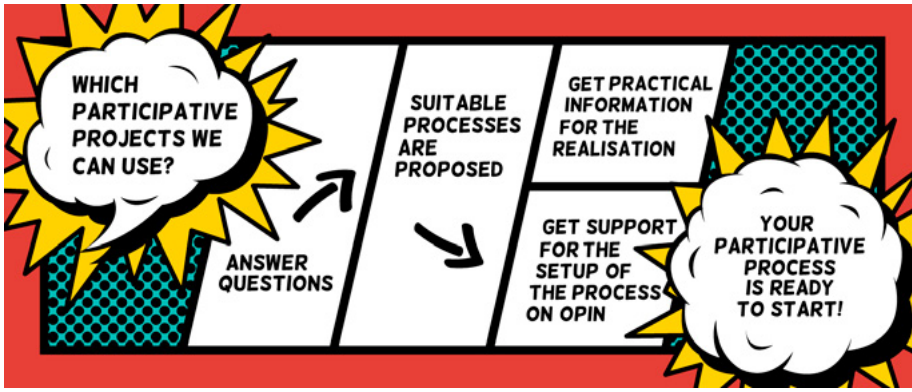 WHICH
PARTICIPATIVE
PROJECTS WE
CAN USE?
ANSWER
QUESTIONS
SUITABLE
PROCESSES
ARE
PROPOSED
GET PRACTICAL
INFORMATION
FOR THE
REALISATION
GET SUPPORT
FOR THE
SETUP OF
THE PROCESS
ON OPIN
YOUR
PARTICIPATIVE
PROCESS
IS READY
TO START!